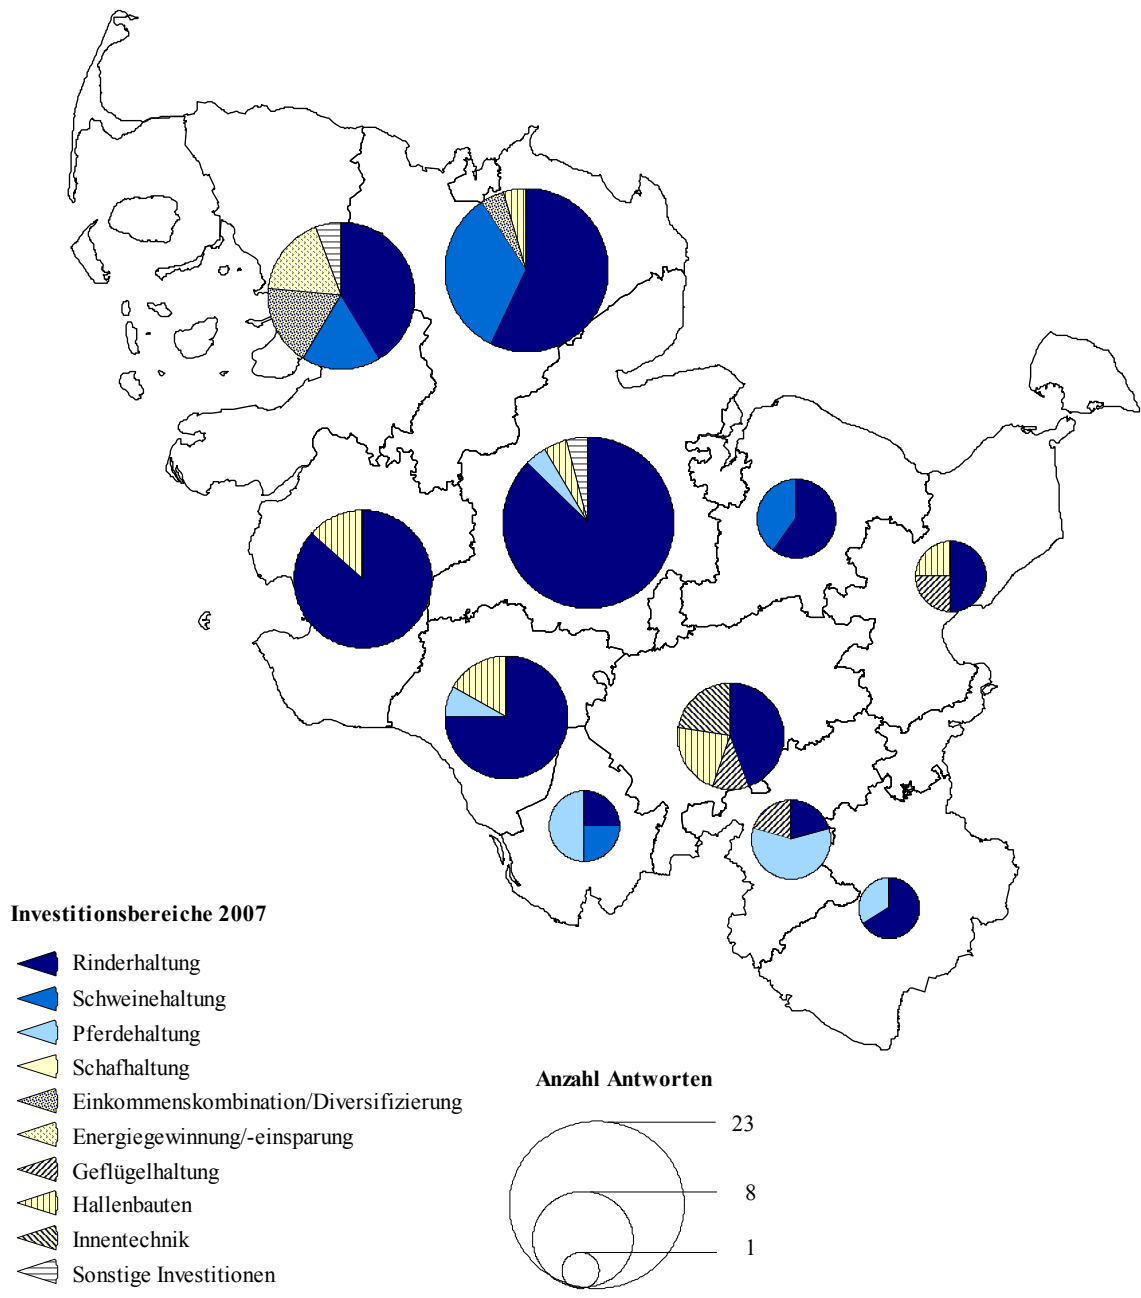 Investitionsbereiche 2007
Rinderhaltung
Schweinehaltung
Pferdehaltung
Schafhaltung
Einkommenskombination/Diversifizierung
Energiegewinnung/-einsparung
Geflügelhaltung
Hallenbauten
Innentechnik
Sonstige Investitionen
Anzahl Antworten
23
8
1